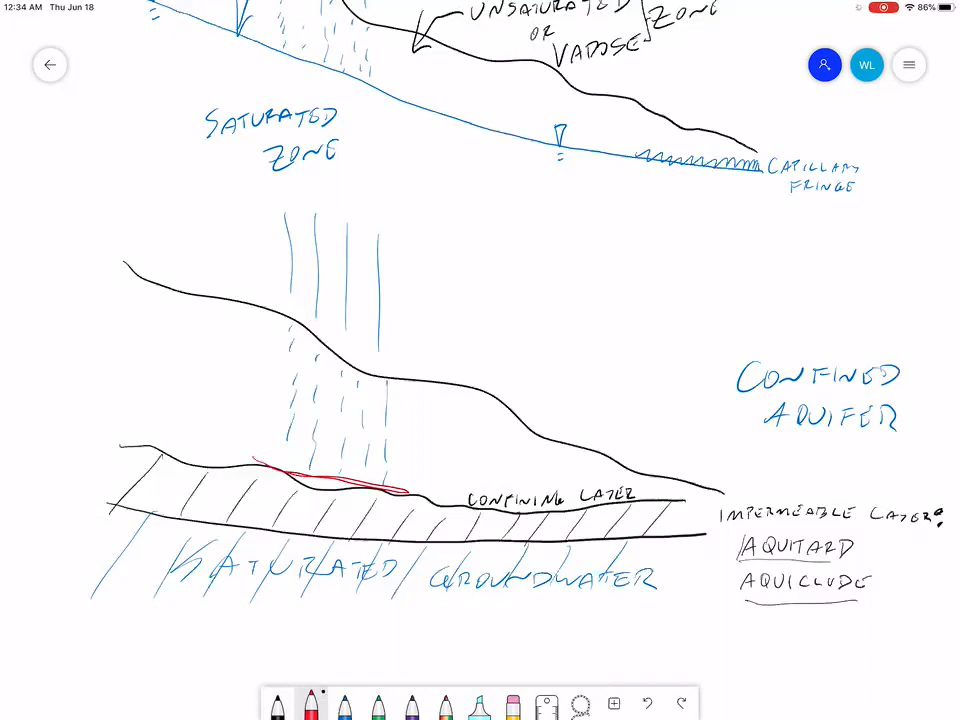 12:34 AM Thu Jun 18
86%
UNSATURATED
OR
VADOSE
ZONE
WL
SATURATED
ZONE
CAPILLARY
FRINGE
CONFINED
AQUIFER
CONFINING LAYER
IMPERMEABLE LAYER:
AQUITARD
AQUICLUDE
SATURATED GROUNDWATER